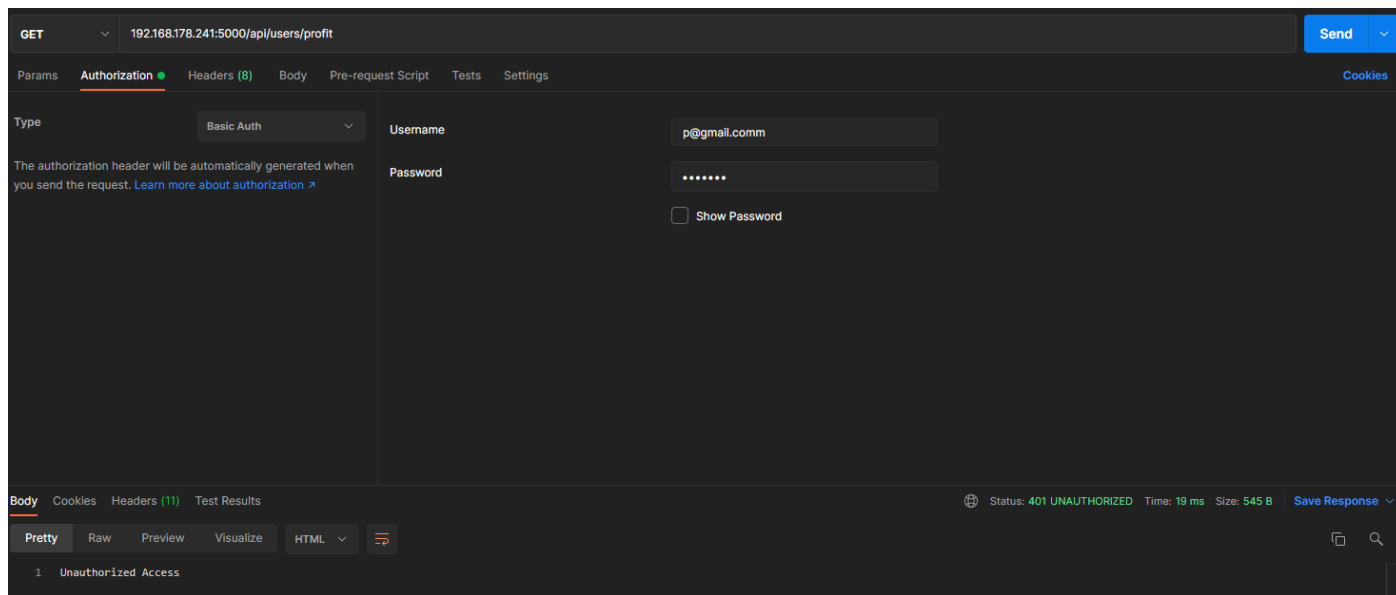 GET 192.168.178.241:5000/api/users/profit Send
Params Authorization Headers (8) Body Pre-request Script Tests Settings Cookies
Type Basic Auth
The authorization header will be automatically generated when
you send the request. Learn more about authorization ↗
Username p@gmail.comm
Password •••••••
Show Password
Body Cookies Headers (11) Test Results Status: 401 UNAUTHORIZED Time: 19 ms Size: 545 B Save Response
Pretty Raw Preview Visualize HTML
1 Unauthorized Access